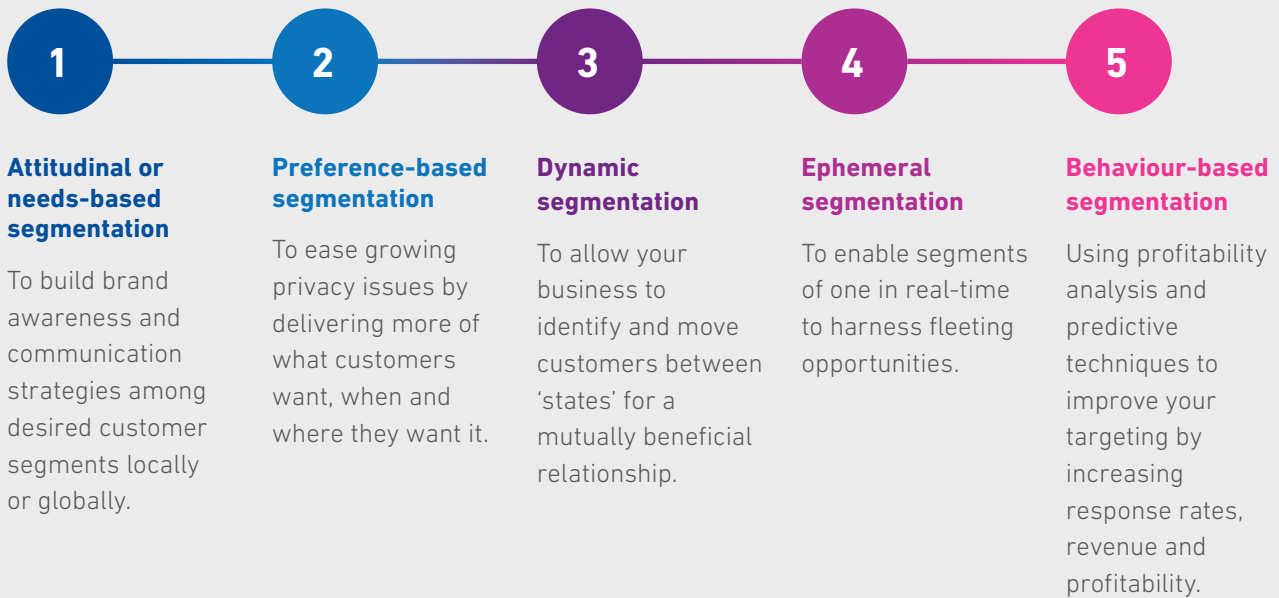 1
2
3
4
5
Attitudinal or
needs-based
segmentation
To build brand
awareness and
communication
strategies among
desired customer
segments locally
or globally.
Preference-based
segmentation
To ease growing
privacy issues by
delivering more of
what customers
want, when and
where they want it.
Dynamic
segmentation
To allow your
business to
identify and move
customers between
‘states’ for a
mutually beneficial
relationship.
Ephemeral
segmentation
To enable segments
of one in real-time
to harness fleeting
opportunities.
Behaviour-based
segmentation
Using profitability
analysis and
predictive
techniques to
improve your
targeting by
increasing
response rates,
revenue and
profitability.